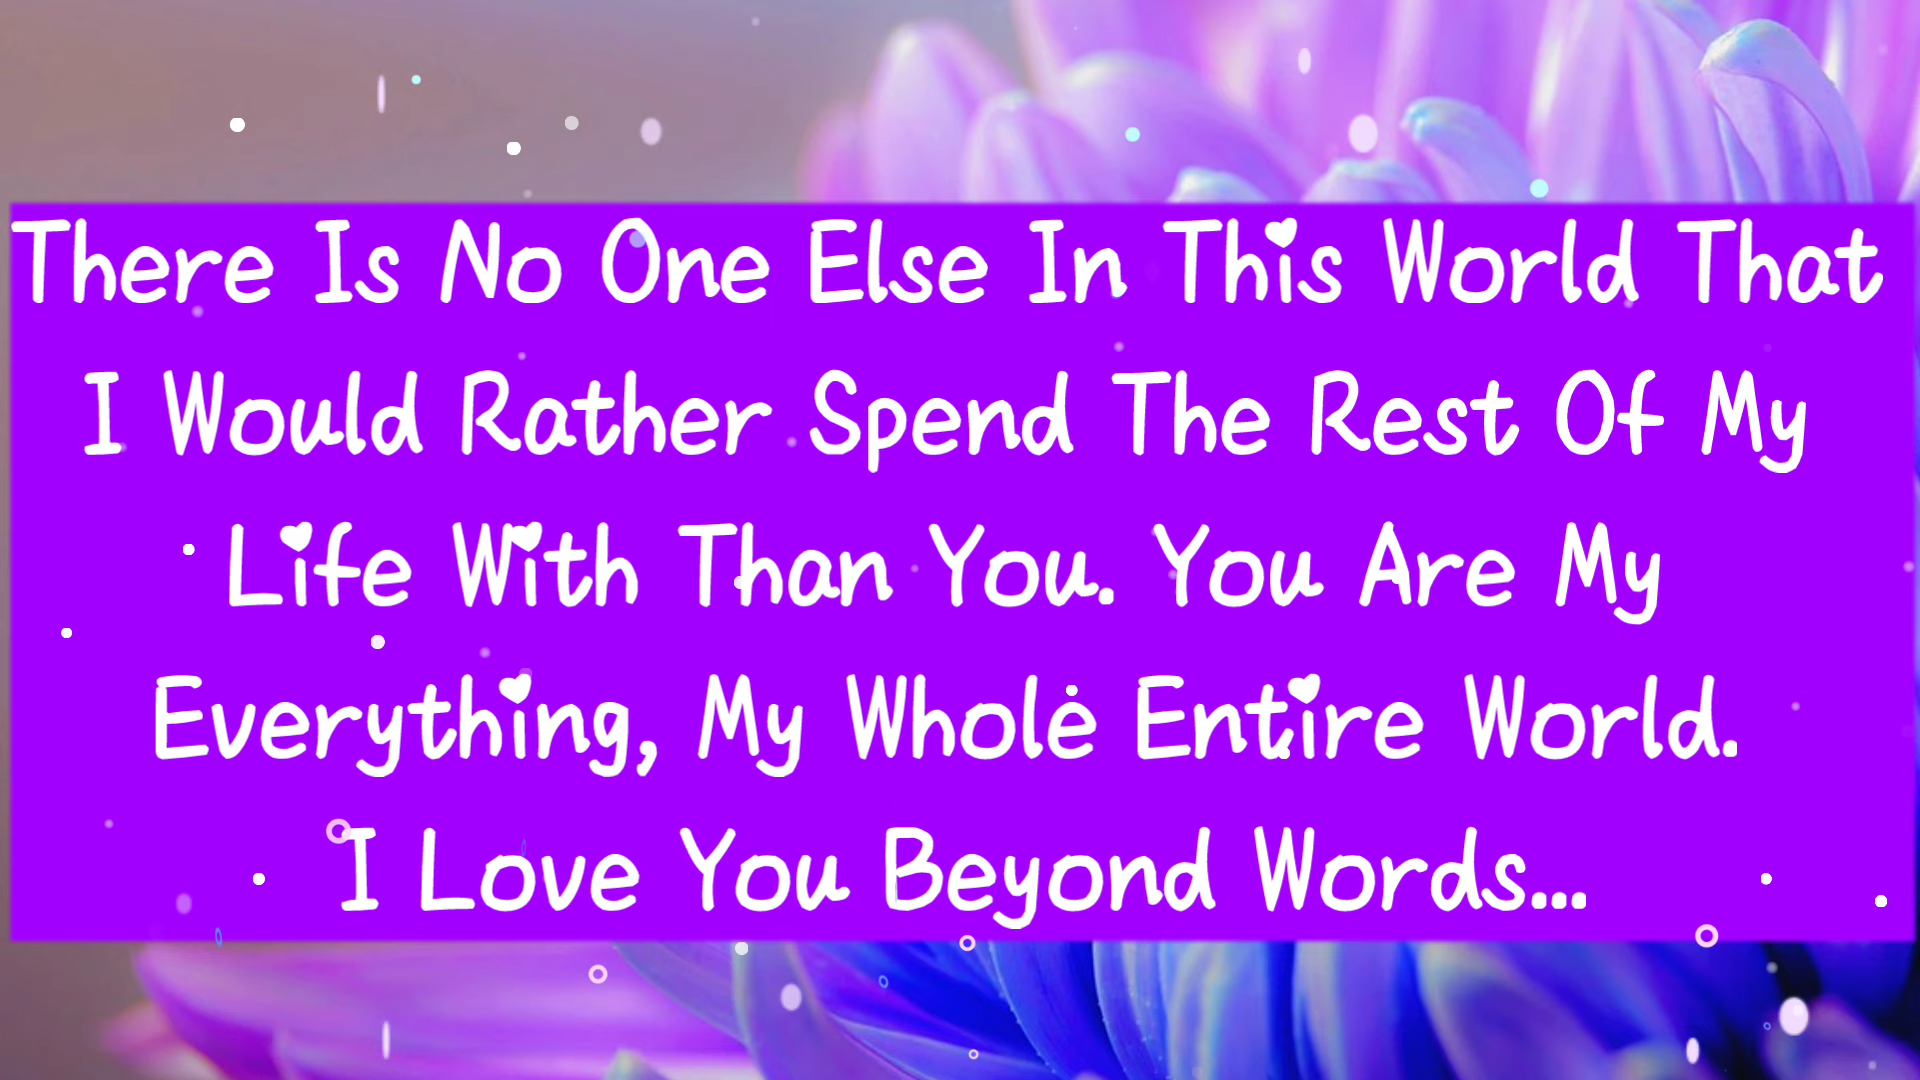 There Is No One Else In This World That
I Would Rather Spend The Rest Of My
Life With Than You. You Are My
Everything, My Whole Entire World.
I Love You Beyond Words...